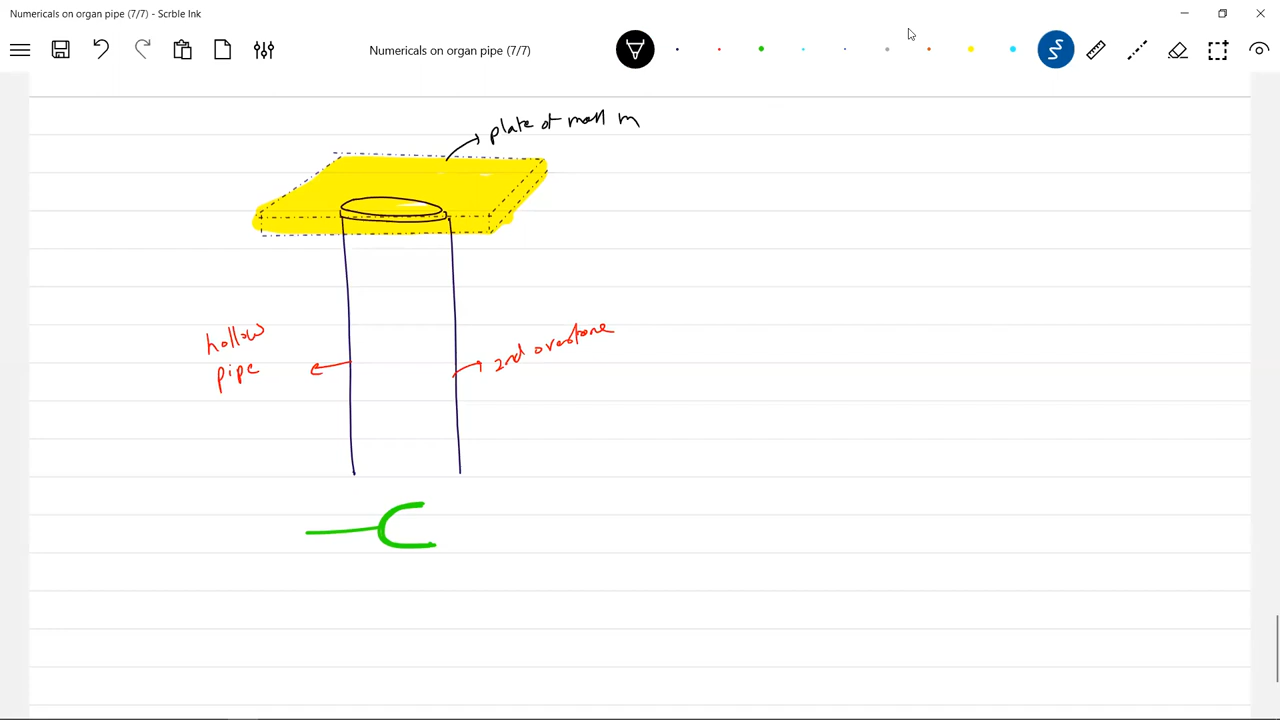 Numericals on organ pipe (7/7) - Scrble Ink
Numericals on organ pipe (7/7)
plate of mass m
hollow
pipe
2nd overtone